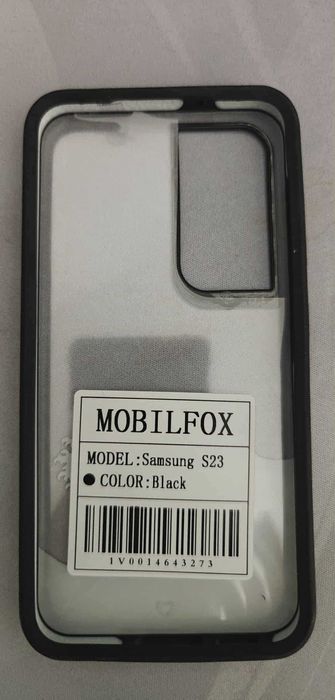 MOBILFOX
MODEL:Samsung S23
● COLOR:Black
1V0014643273